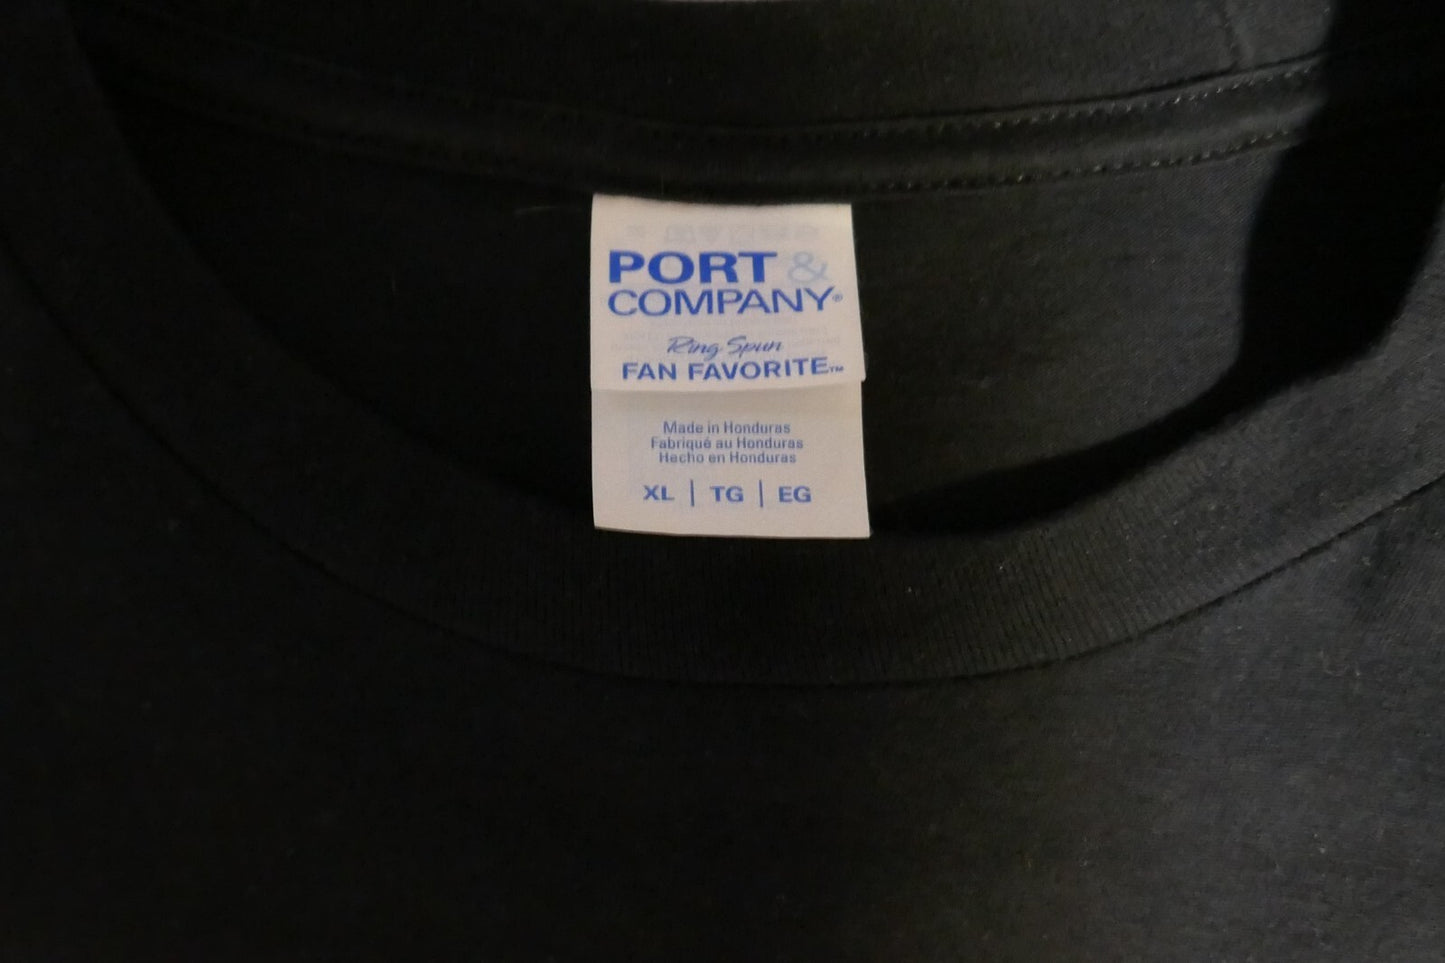 PORT &
COMPANY®
Ring Spun
FAN FAVORITE™
Made in Honduras
Fabriqué au Honduras
Hecho en Honduras
XL | TG | EG